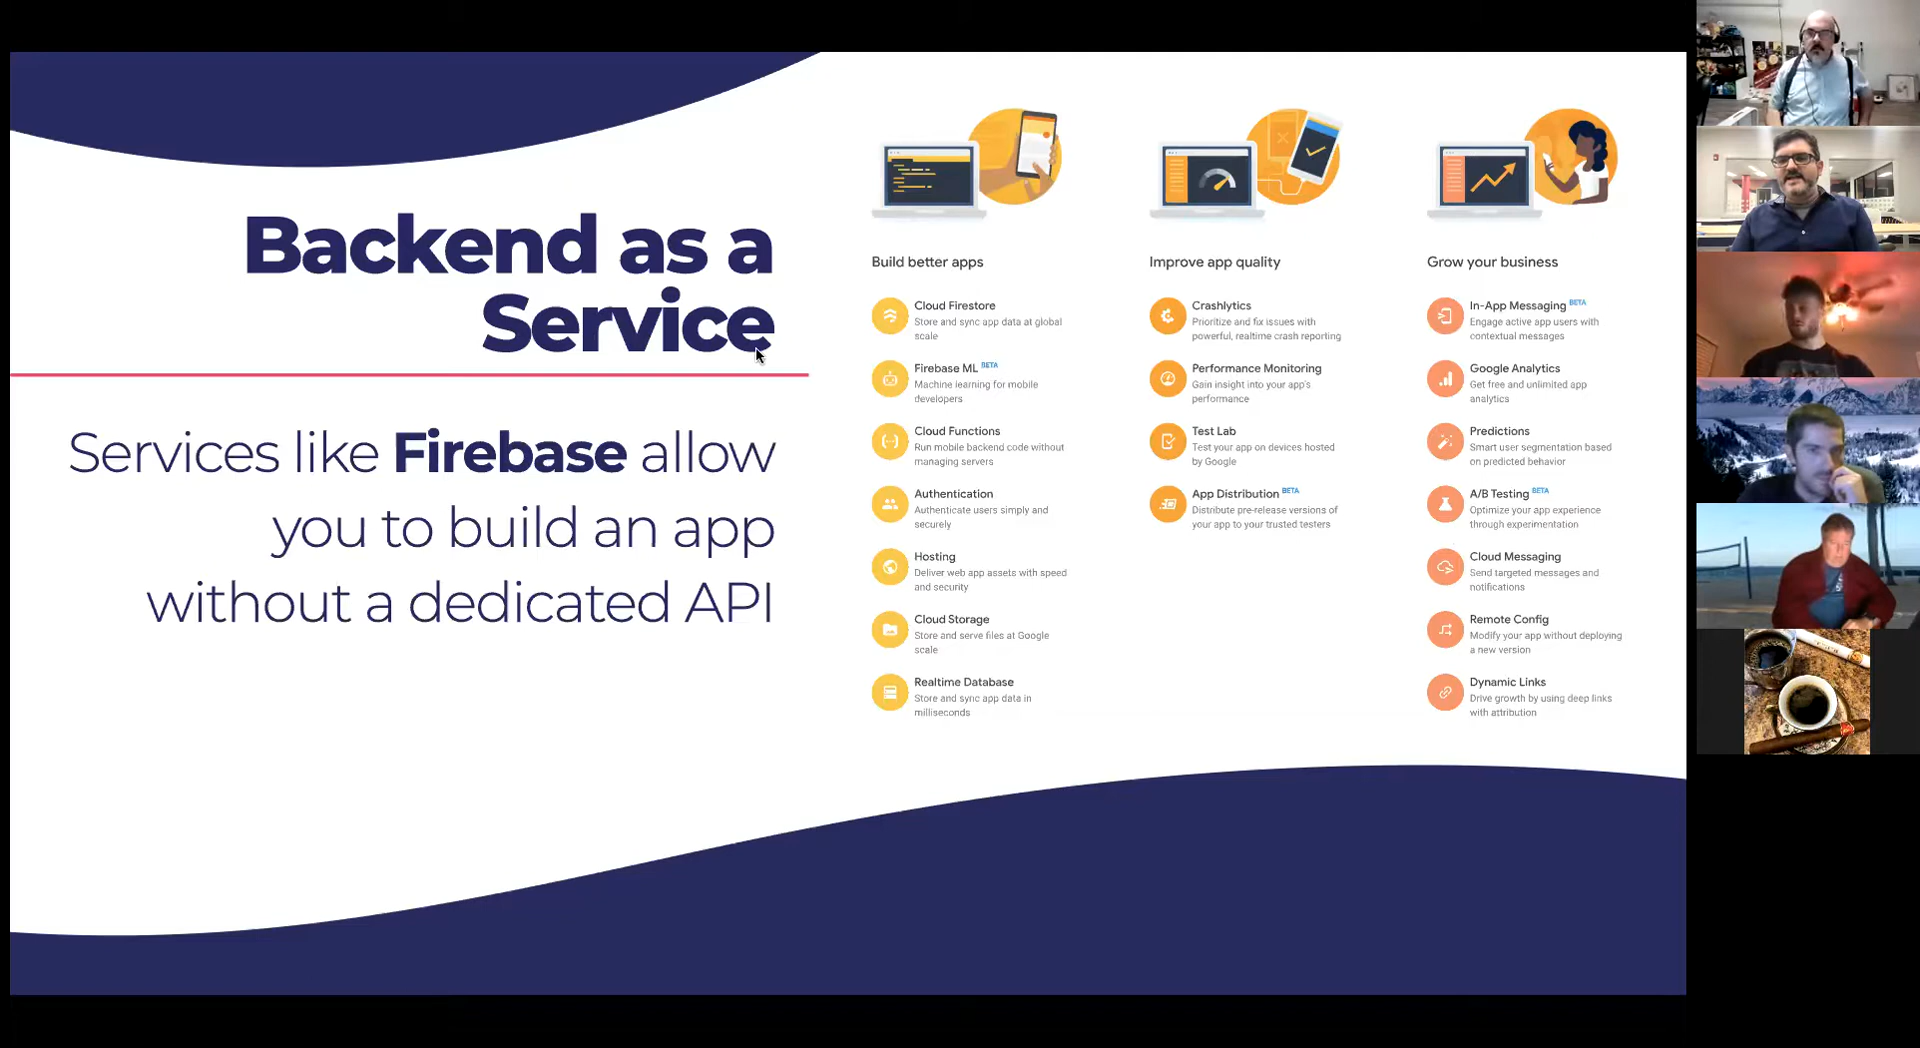 Backend as a
Service
Services like Firebase allow
you to build an app
without a dedicated API
Build better apps
Cloud Firestore
Store and sync app data at global
scale
Firebase ML BETA
Machine learning for mobile
developers
Cloud Functions
Run mobile backend code without
managing servers
Authentication
Authenticate users simply and
securely
Hosting
Deliver web app assets with speed
and security
Cloud Storage
Store and serve files at Google
scale
Realtime Database
Store and sync app data in
milliseconds
Improve app quality
Crashlytics
Prioritize and fix issues with
powerful, realtime crash reporting
Performance Monitoring
Gain insight into your app's
performance
Test Lab
Test your app on devices hosted
by Google
App Distribution BETA
Distribute pre-release versions of
your app to your trusted testers
Grow your business
In-App Messaging BETA
Engage active app users with
contextual messages
Google Analytics
Get free and unlimited app
analytics
Predictions
Smart user segmentation based
on predicted behavior
A/B Testing BETA
Optimize your app experience
through experimentation
Cloud Messaging
Send targeted messages and
notifications
Remote Config
Modify your app without deploying
a new version
Dynamic Links
Drive growth by using deep links
with attribution